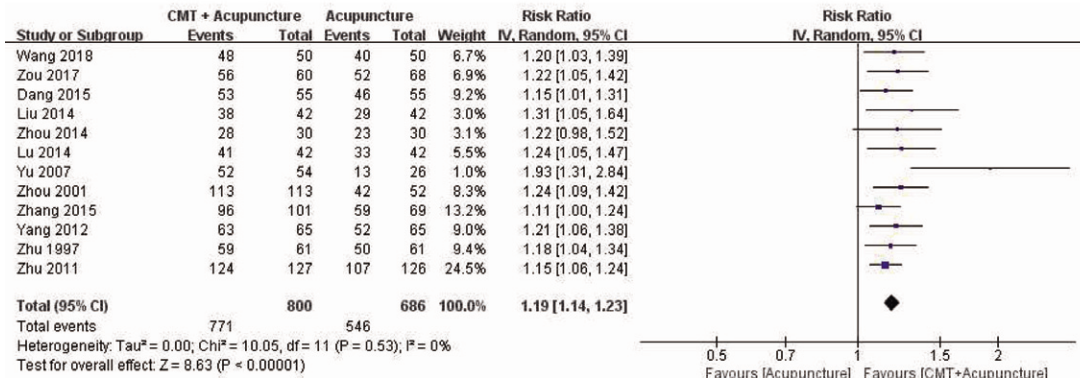 CMT + Acupuncture Acupuncture Risk Ratio Risk Ratio
Study or Subgroup Events Total Events Total Weight IV, Random, 95% CI IV, Random, 95% CI
Wang 2018 48 50 40 50 6.7% 1.20 [1.03, 1.39]
Zou 2017 56 60 52 68 6.9% 1.22 [1.05, 1.42]
Dang 2015 53 55 46 55 9.2% 1.15 [1.01, 1.31]
Liu 2014 38 42 29 42 3.0% 1.31 [1.05, 1.64]
Zhou 2014 28 30 23 30 3.1% 1.22 [0.98, 1.52]
Lu 2014 41 42 33 42 5.5% 1.24 [1.05, 1.47]
Yu 2007 52 54 13 26 1.0% 1.93 [1.31, 2.84]
Zhou 2001 113 113 42 52 8.3% 1.24 [1.09, 1.42]
Zhang 2015 96 101 59 69 13.2% 1.11 [1.00, 1.24]
Yang 2012 63 65 52 65 9.0% 1.21 [1.06, 1.38]
Zhu 1997 59 61 50 61 9.4% 1.18 [1.04, 1.34]
Zhu 2011 124 127 107 126 24.5% 1.15 [1.06, 1.24]
Total (95% CI) 800 686 100.0% 1.19 [1.14, 1.23]
Total events 771 546
Heterogeneity: Tau² = 0.00; Chi² = 10.05, df = 11 (P = 0.53); I² = 0%
Test for overall effect: Z = 8.63 (P < 0.00001)
0.5 0.7 1 1.5 2
Favours [Acupuncture] Favours [CMT+Acupuncture]